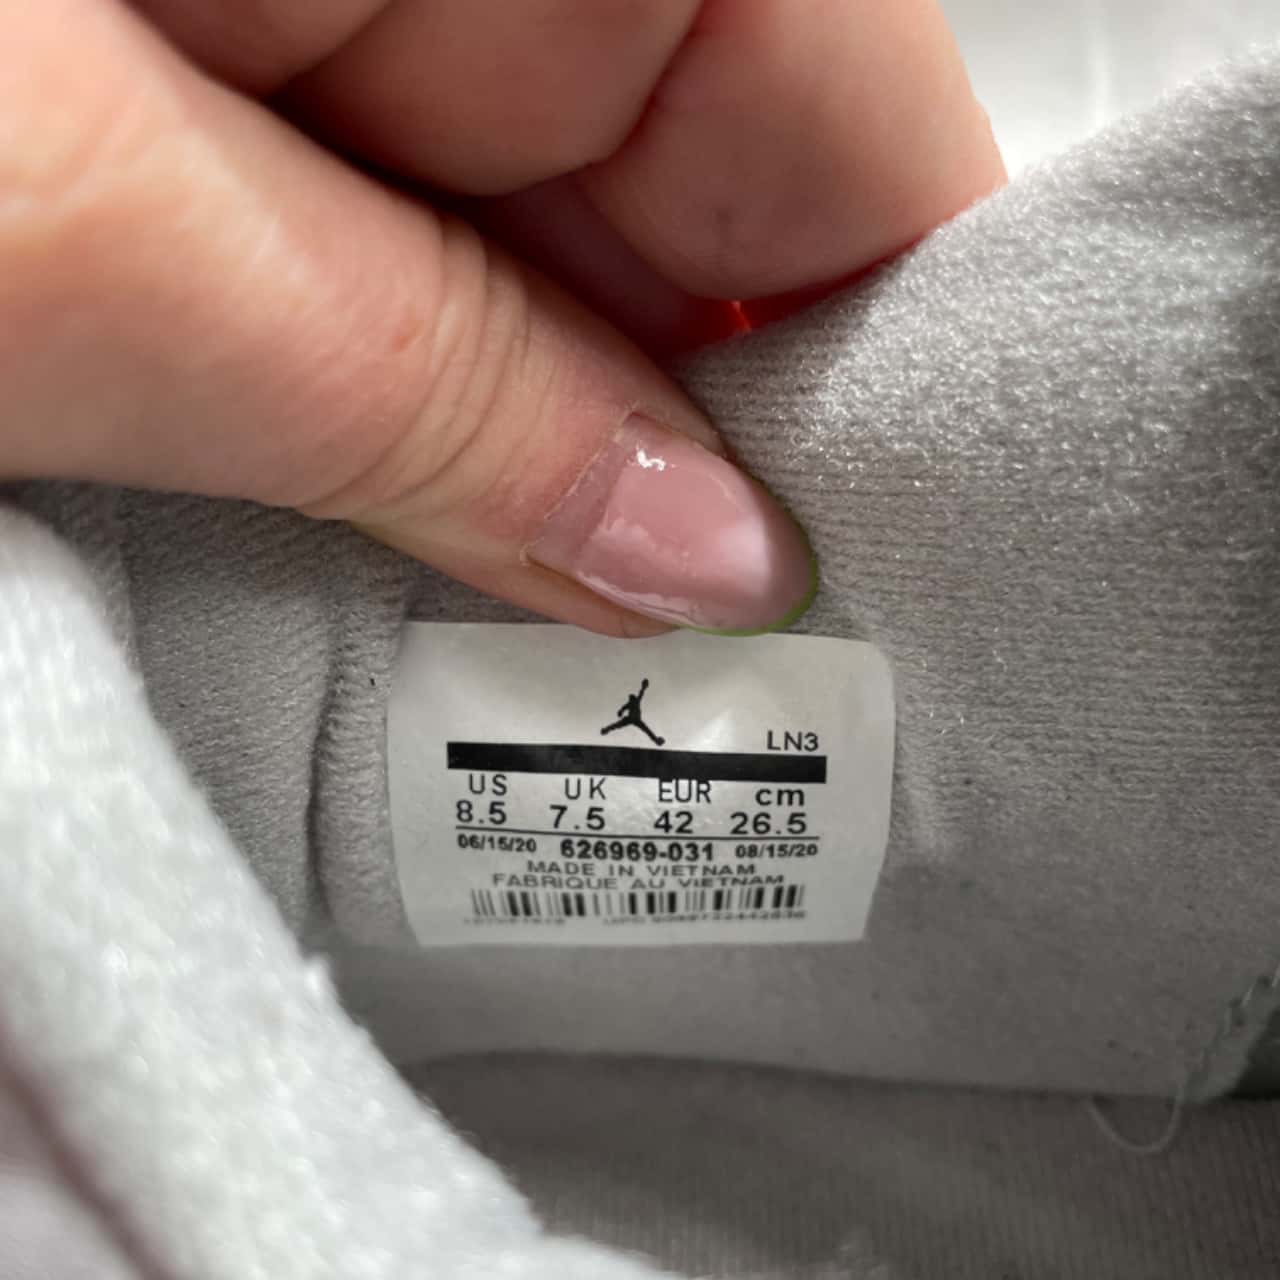 LN3
US UK EUR cm
8.5 7.5 42 26.5
06/15/20 626969-031 08/15/20
MADE IN VIETNAM
FABRIQUE AU VIETNAM
UPC